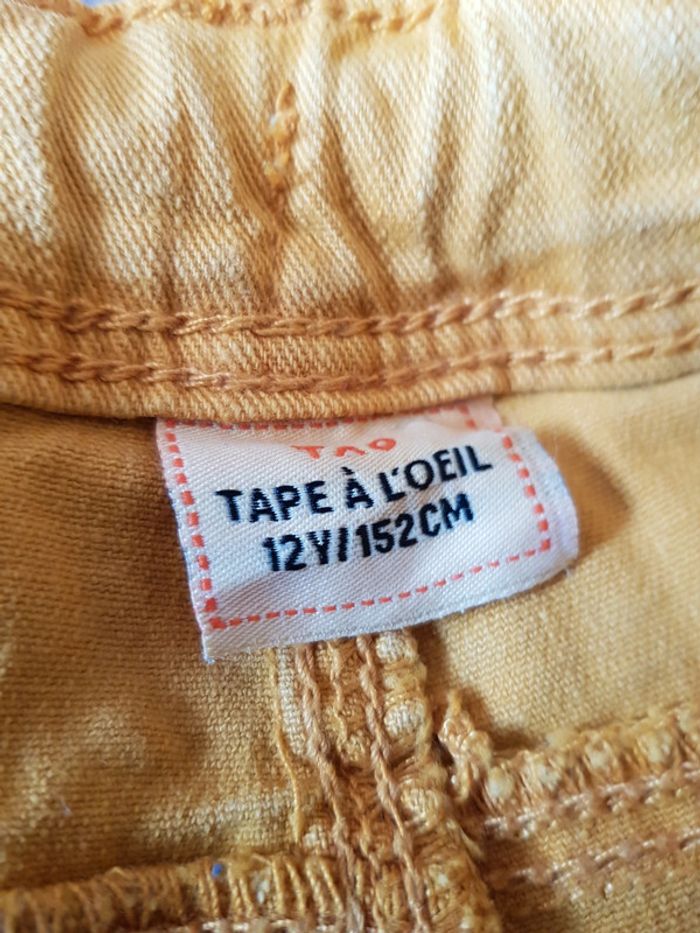 TAO
TAPE À L'OEIL
12Y/152CM